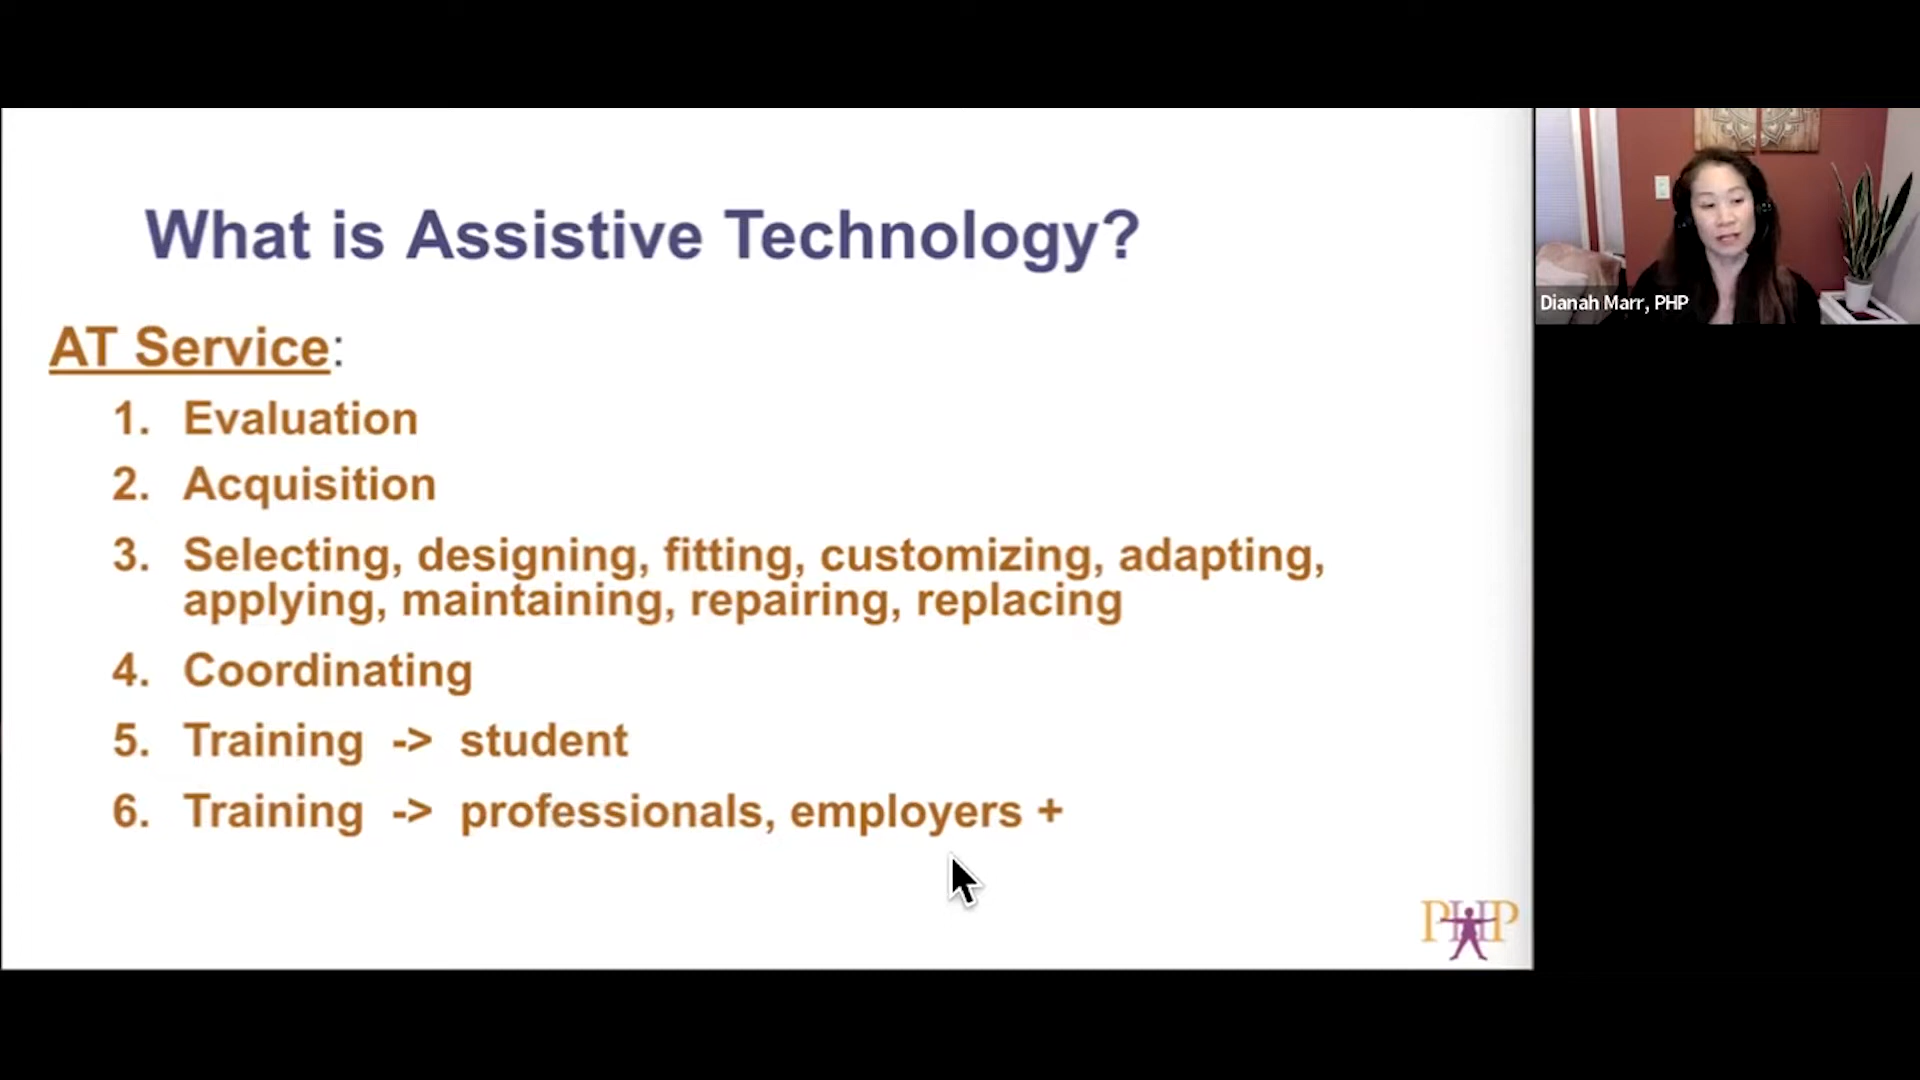 What is Assistive Technology?
AT Service:
1. Evaluation
2. Acquisition
3. Selecting, designing, fitting, customizing, adapting,
applying, maintaining, repairing, replacing
4. Coordinating
5. Training -> student
6. Training -> professionals, employers +
PHP
Dianah Marr, PHP